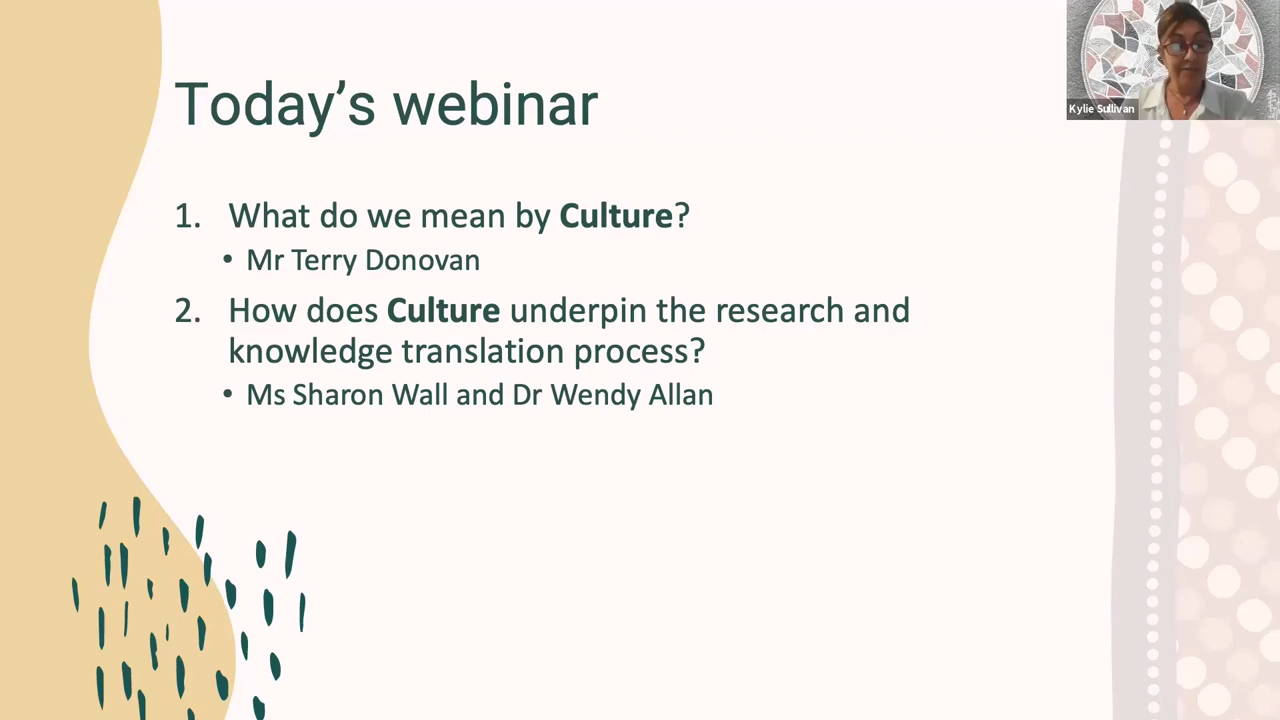 Today’s webinar
Kylie Sullivan
1. What do we mean by Culture?
• Mr Terry Donovan
2. How does Culture underpin the research and
knowledge translation process?
• Ms Sharon Wall and Dr Wendy Allan